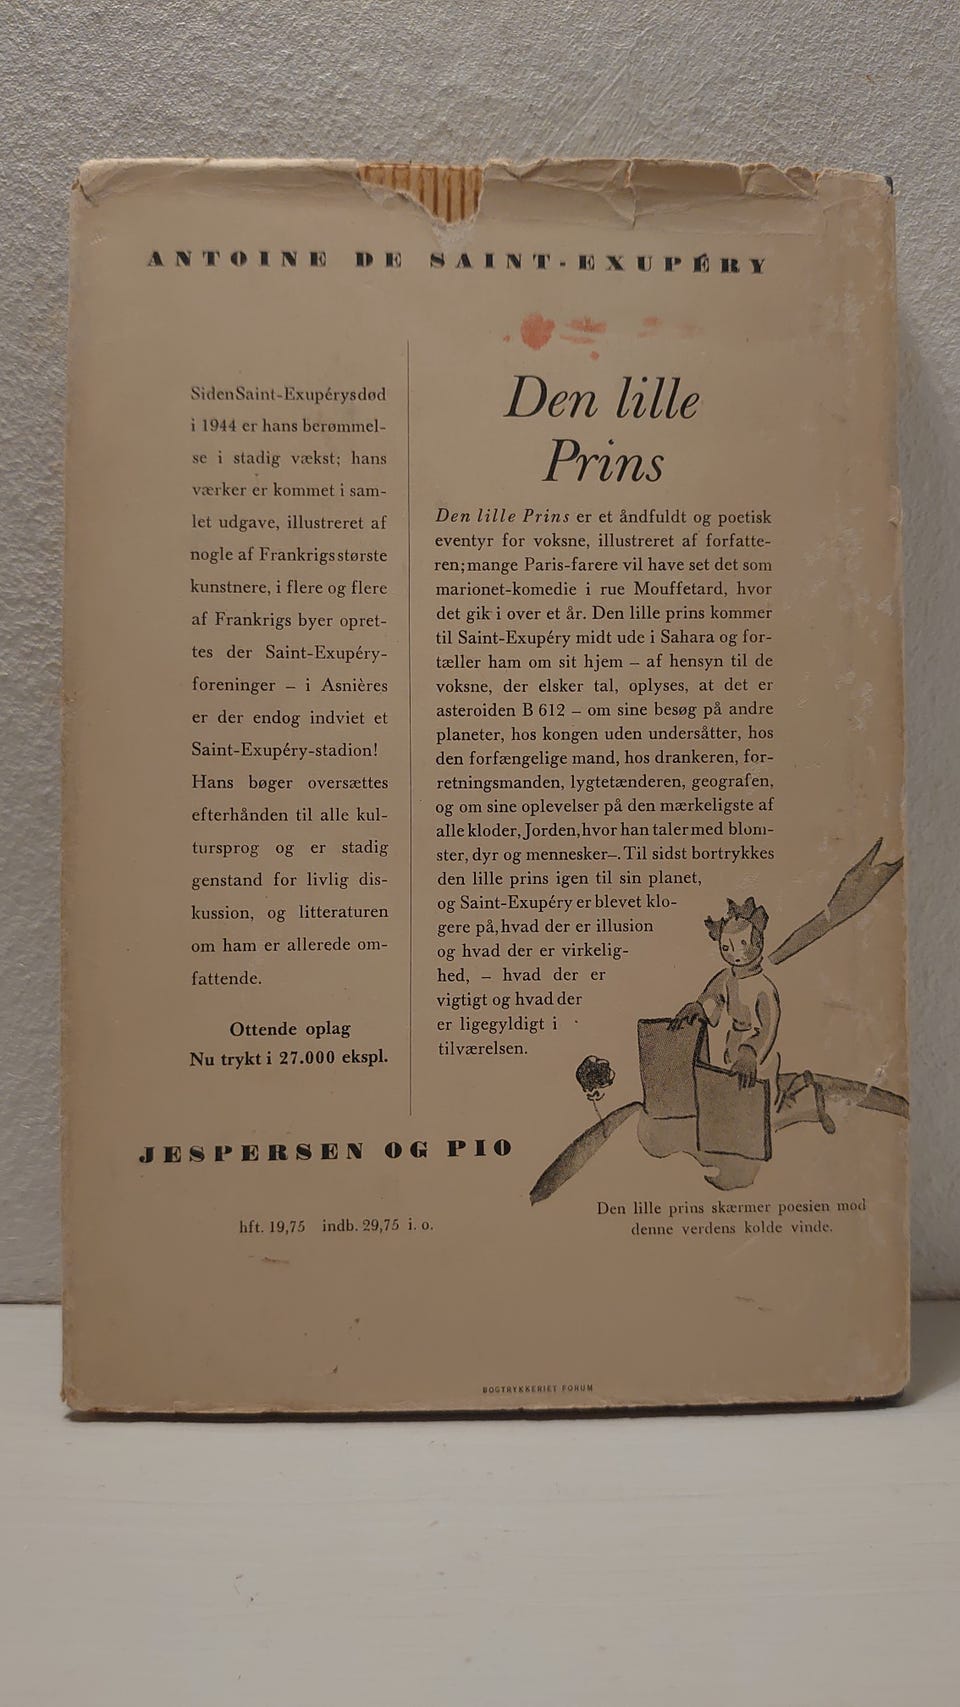 ANTOINE DE SAINT-EXUPÉRY
Siden Saint-Exupérys død
i 1944 er hans berømmel-
se i stadig vækst; hans
værker er kommet i sam-
let udgave, illustreret af
nogle af Frankrigs største
kunstnere, i flere og flere
af Frankrigs byer opret-
tes der Saint-Exupéry-
foreninger – i Asnières
er der endog indviet et
Saint-Exupéry-stadion!
Hans bøger oversættes
efterhånden til alle kul-
tursprog og er stadig
genstand for livlig dis-
kussion, og litteraturen
om ham er allerede om-
fattende.
Ottende oplag
Nu trykt i 27.000 ekspl.
Den lille
Prins
Den lille Prins er et åndfuldt og poetisk
eventyr for voksne, illustreret af forfatte-
ren; mange Paris-farere vil have set det som
marionet-komedie i rue Mouffetard, hvor
det gik i over et år. Den lille prins kommer
til Saint-Exupéry midt ude i Sahara og for-
tæller ham om sit hjem – af hensyn til de
voksne, der elsker tal, oplyses, at det er
asteroiden B 612 – om sine besøg på andre
planeter, hos kongen uden undersåtter, hos
den forfængelige mand, hos drankeren, for-
retningsmanden, lygtetænderen, geografen,
og om sine oplevelser på den mærkeligste af
alle kloder, Jorden, hvor han taler med blom-
ster, dyr og mennesker–. Til sidst bortrykkes
den lille prins igen til sin planet,
og Saint-Exupéry er blevet klo-
gere på, hvad der er illusion
og hvad der er virkelig-
hed, – hvad der er
vigtigt og hvad der
er ligegyldigt i
tilværelsen.
JESPERSEN OG PIO
hft. 19,75 indb. 29,75 i. o.
Den lille prins skærmer poesien mod
denne verdens kolde vinde.
BOGTRYKKERIET FORUM